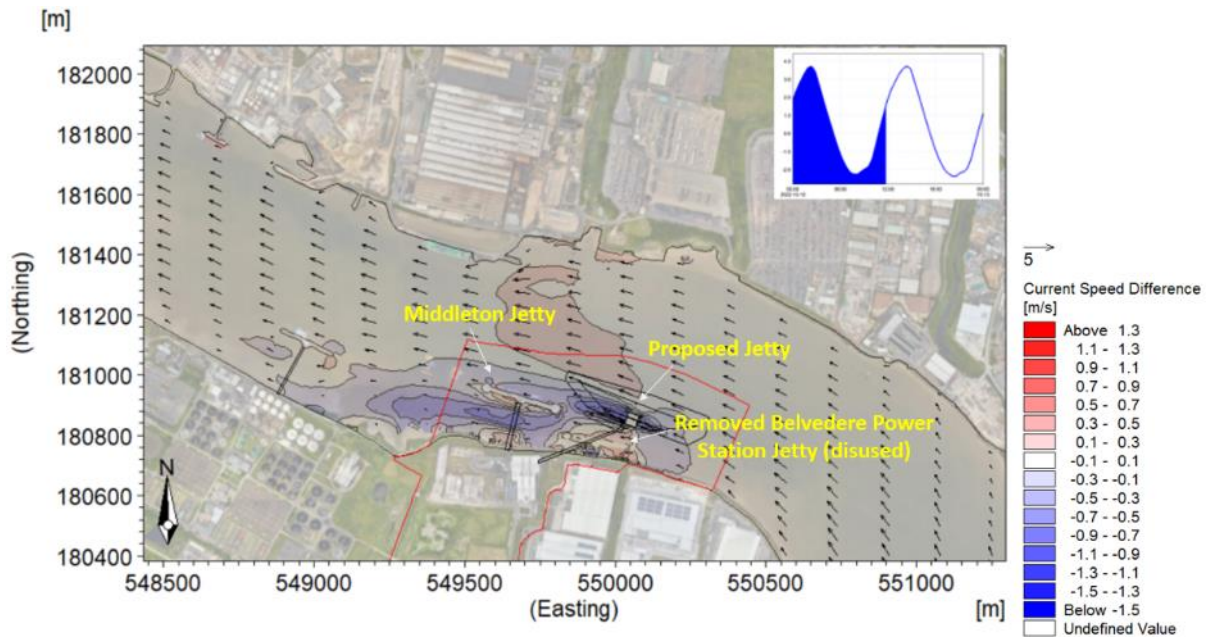 [m]
182000
181800
181600
181400
181200
181000
180800
180600
180400
(Northing)
Middleton Jetty
Proposed Jetty
Removed Belvedere Power
Station Jetty (disused)
N
548500 549000 549500 550000 550500 551000
(Easting)
[m]
5
Current Speed Difference
[m/s]
Above 1.3
1.1 - 1.3
0.9 - 1.1
0.7 - 0.9
0.5 - 0.7
0.3 - 0.5
0.1 - 0.3
-0.1 - 0.1
-0.3 - -0.1
-0.5 - -0.3
-0.7 - -0.5
-0.9 - -0.7
-1.1 - -0.9
-1.3 - -1.1
-1.5 - -1.3
Below -1.5
Undefined Value